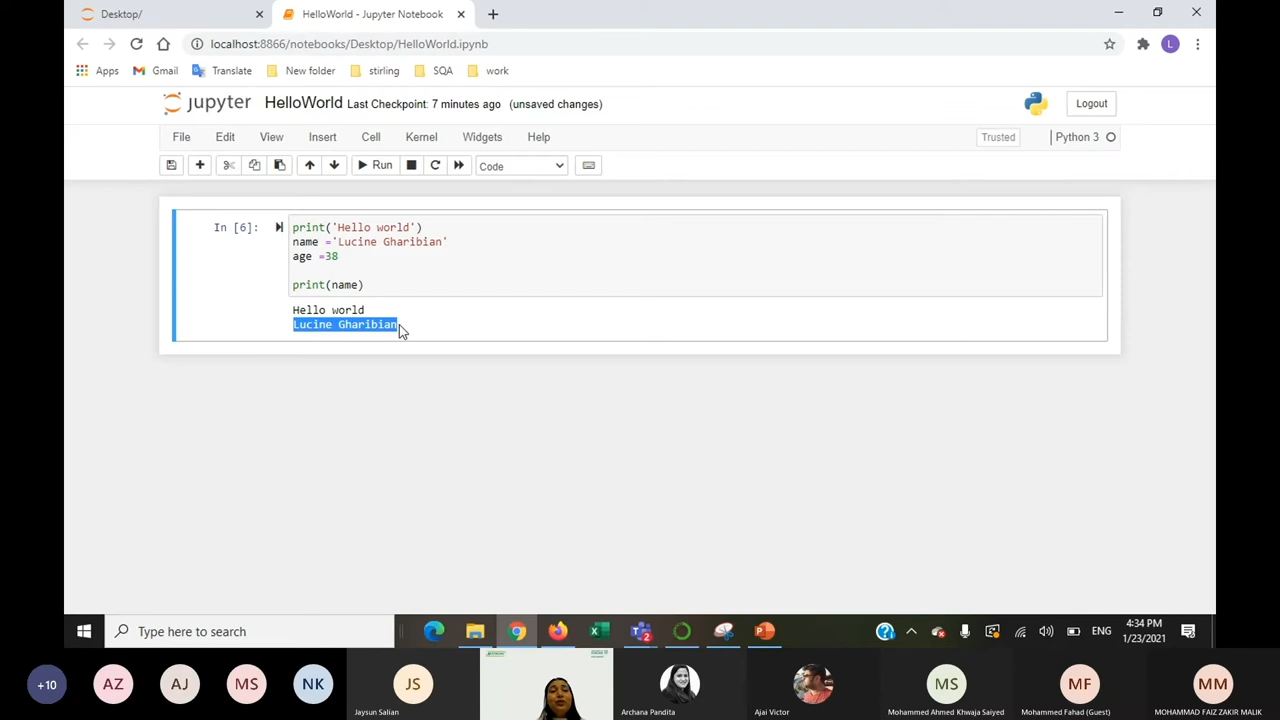 Desktop/
HelloWorld - Jupyter Notebook
localhost:8866/notebooks/Desktop/HelloWorld.ipynb
L
Apps Gmail Translate New folder stirling SQA work
jupyter HelloWorld Last Checkpoint: 7 minutes ago (unsaved changes) Logout
File Edit View Insert Cell Kernel Widgets Help Trusted Python 3
Run Code
In [6]: print('Hello world')
name ='Lucine Gharibian'
age =38
print(name)
Hello world
Lucine Gharibian
Type here to search
2
ENG
4:34 PM
1/23/2021
+10 AZ AJ MS NK JS MS MF MM
Jaysun Salian Archana Pandita Ajai Victor Mohammed Ahmed Khwaja Saiyed Mohammed Fahad (Guest) MOHAMMAD FAIZ ZAKIR MALIK